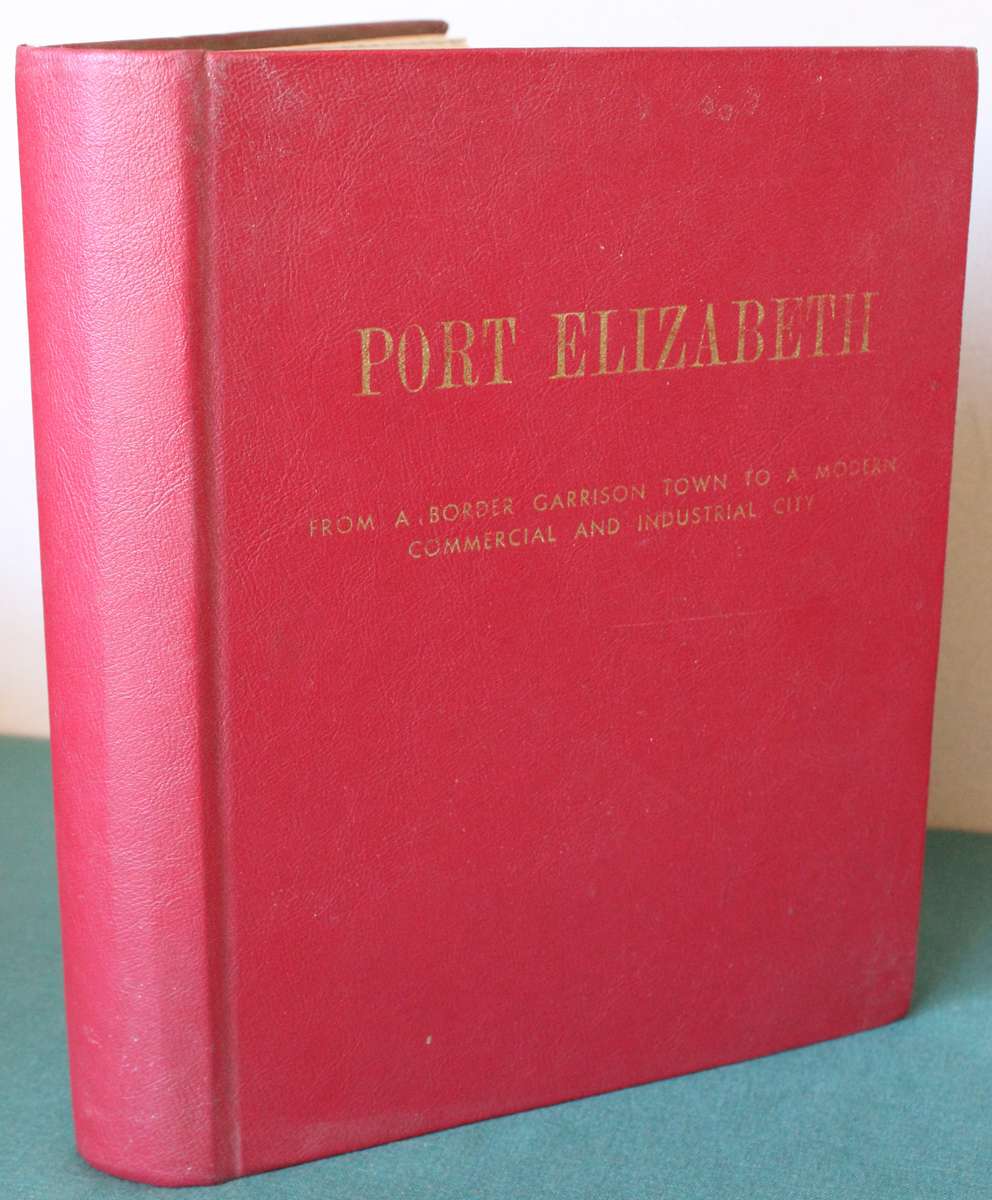 PORT ELIZABETH
FROM A BORDER GARRISON TOWN TO A MODERN
COMMERCIAL AND INDUSTRIAL CITY